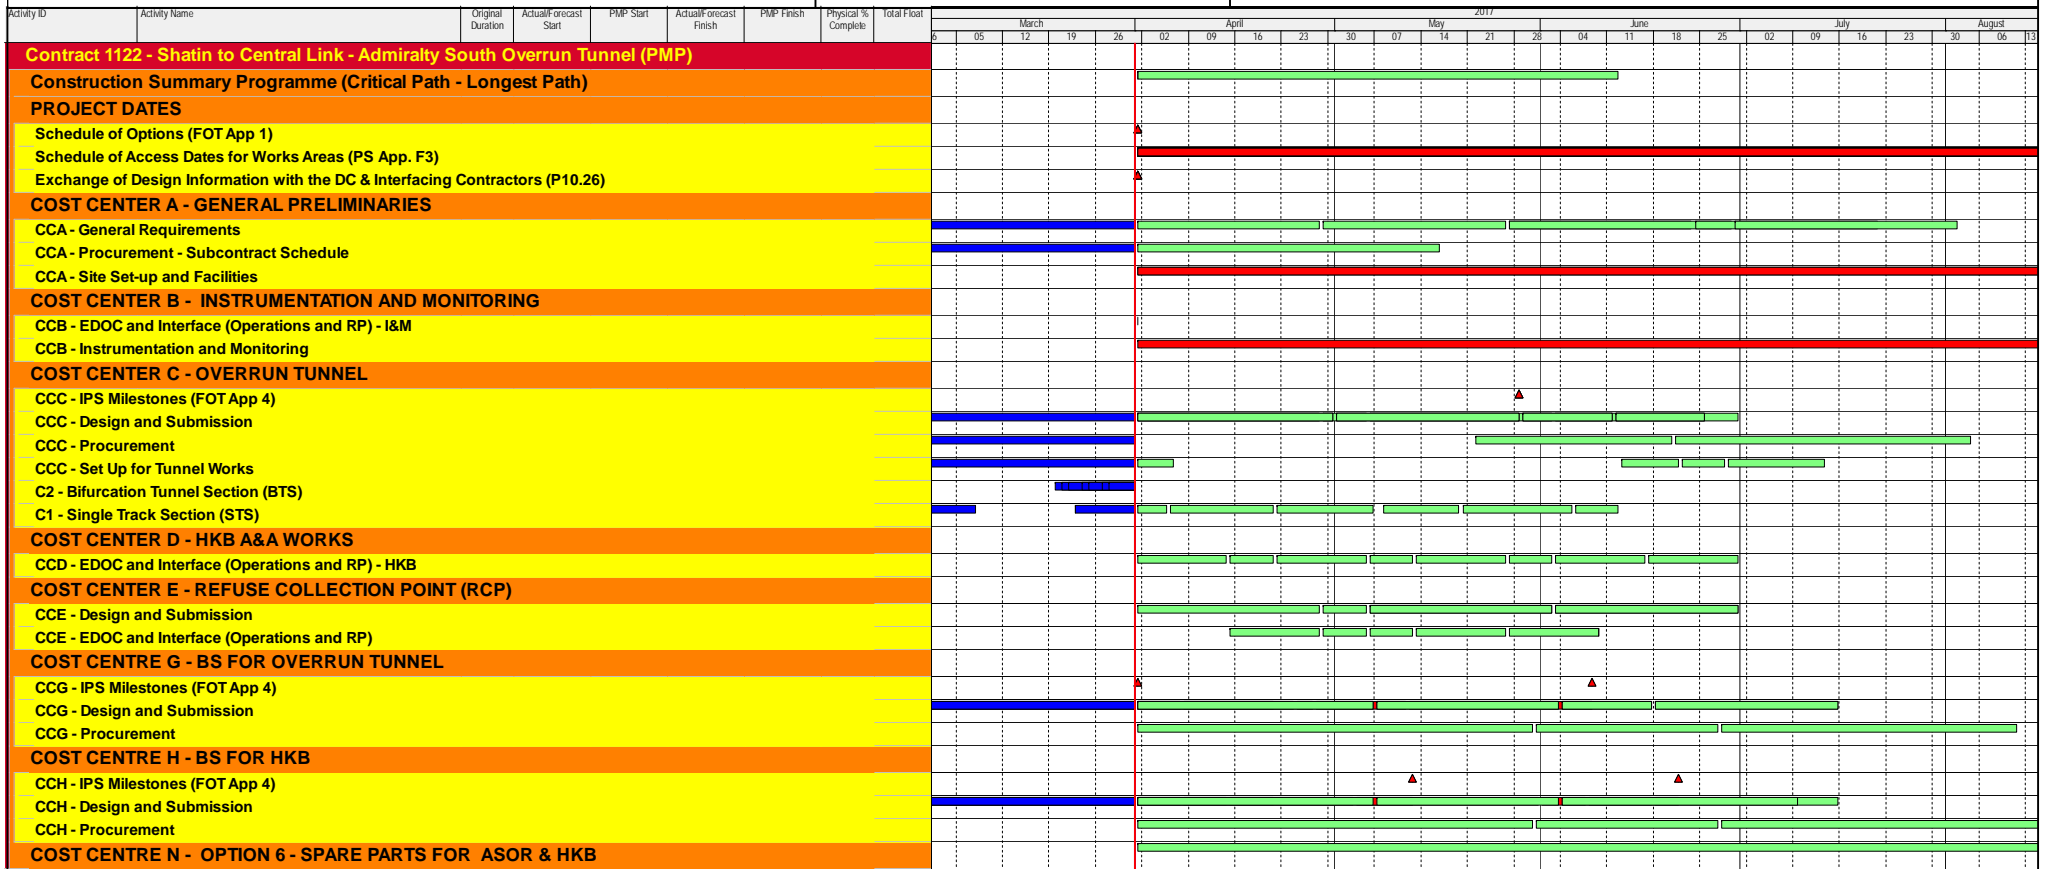 Activity ID Activity Name Original Duration Actual/Forecast Start PMP Start Actual/Forecast Finish PMP Finish Physical % Complete Total Float
2017
March April May June July August
6 05 12 19 26 02 09 16 23 30 07 14 21 28 04 11 18 25 02 09 16 23 30 06 13
Contract 1122 - Shatin to Central Link - Admiralty South Overrun Tunnel (PMP)
Construction Summary Programme (Critical Path - Longest Path)
PROJECT DATES
Schedule of Options (FOT App 1)
Schedule of Access Dates for Works Areas (PS App. F3)
Exchange of Design Information with the DC & Interfacing Contractors (P10.26)
COST CENTER A - GENERAL PRELIMINARIES
CCA - General Requirements
CCA - Procurement - Subcontract Schedule
CCA - Site Set-up and Facilities
COST CENTER B - INSTRUMENTATION AND MONITORING
CCB - EDOC and Interface (Operations and RP) - I&M
CCB - Instrumentation and Monitoring
COST CENTER C - OVERRUN TUNNEL
CCC - IPS Milestones (FOT App 4)
CCC - Design and Submission
CCC - Procurement
CCC - Set Up for Tunnel Works
C2 - Bifurcation Tunnel Section (BTS)
C1 - Single Track Section (STS)
COST CENTER D - HKB A&A WORKS
CCD - EDOC and Interface (Operations and RP) - HKB
COST CENTER E - REFUSE COLLECTION POINT (RCP)
CCE - Design and Submission
CCE - EDOC and Interface (Operations and RP)
COST CENTRE G - BS FOR OVERRUN TUNNEL
CCG - IPS Milestones (FOT App 4)
CCG - Design and Submission
CCG - Procurement
COST CENTRE H - BS FOR HKB
CCH - IPS Milestones (FOT App 4)
CCH - Design and Submission
CCH - Procurement
COST CENTRE N - OPTION 6 - SPARE PARTS FOR ASOR & HKB